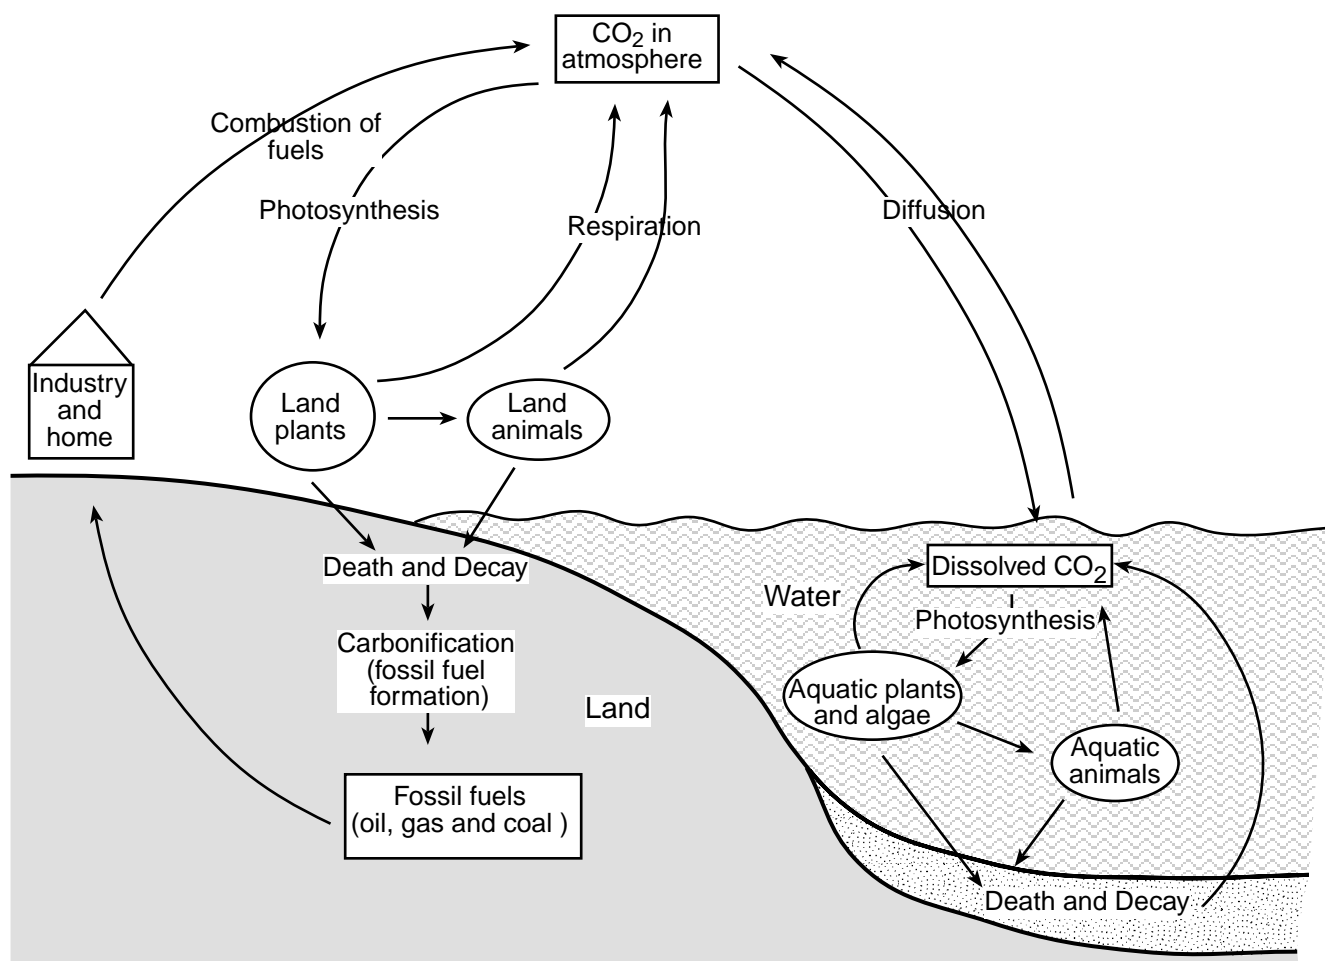 CO2 in
atmosphere
Combustion of
fuels
Photosynthesis
Respiration
Diffusion
Industry
and
home
Land
plants
Land
animals
Death and Decay
Carbonification
(fossil fuel
formation)
Land
Fossil fuels
(oil, gas and coal )
Water
Dissolved CO2
Photosynthesis
Aquatic plants
and algae
Aquatic
animals
Death and Decay